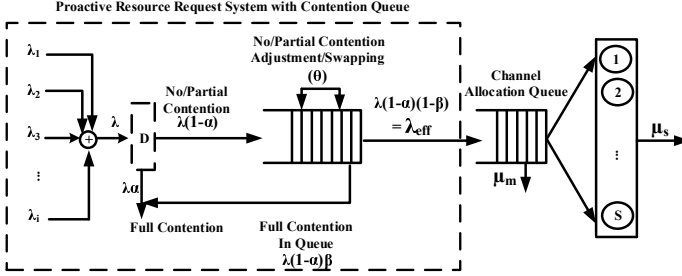 Proactive Resource Request System with Contention Queue
λ1
λ2
λ3
⋮
λi
+
λ
D
No/Partial
Contention
λ(1-α)
λα
Full Contention
No/Partial Contention
Adjustment/Swapping
(θ)
λ(1-α)(1-β)
= λeff
Full Contention
In Queue
λ(1-α)β
Channel
Allocation Queue
μm
1
2
⋮
S
μs